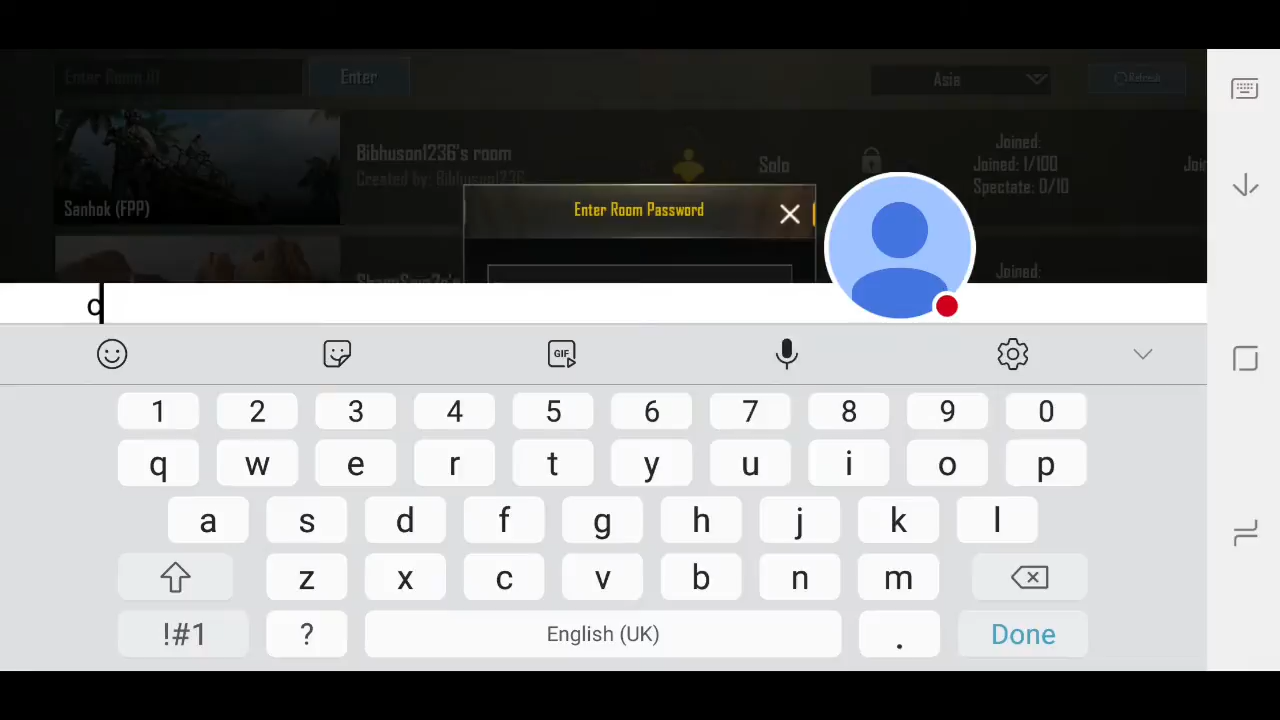 Enter Room ID
Enter
Asia
Refresh
Bibhuson1236's room
Created by: Bibhuson1236
Solo
Joined:
Joined: 1/100
Spectate: 0/10
Sanhok (FPP)
Enter Room Password
Joined:
o
GIF
1 2 3 4 5 6 7 8 9 0
q w e r t y u i o p
a s d f g h j k l
z x c v b n m
!#1 ? English (UK) . Done